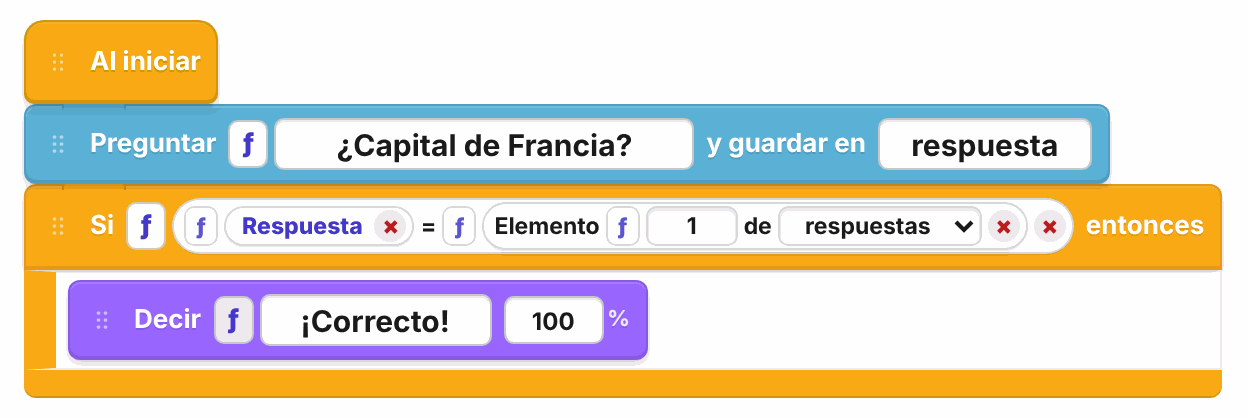 Al iniciar
Preguntar ƒ ¿Capital de Francia? y guardar en respuesta
Si ƒ ƒ Respuesta ✖ = ƒ Elemento ƒ 1 de respuestas ✖ ✖ entonces
Decir ƒ ¡Correcto! 100 %